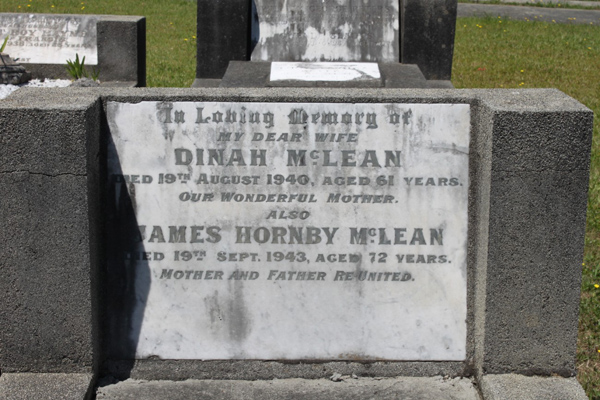 In Loving Memory of
MY DEAR WIFE
DINAH McLEAN
DIED 19TH AUGUST 1940, AGED 61 YEARS.
OUR WONDERFUL MOTHER.
ALSO
JAMES HORNBY McLEAN
DIED 19TH SEPT. 1943, AGED 72 YEARS.
MOTHER AND FATHER RE-UNITED.